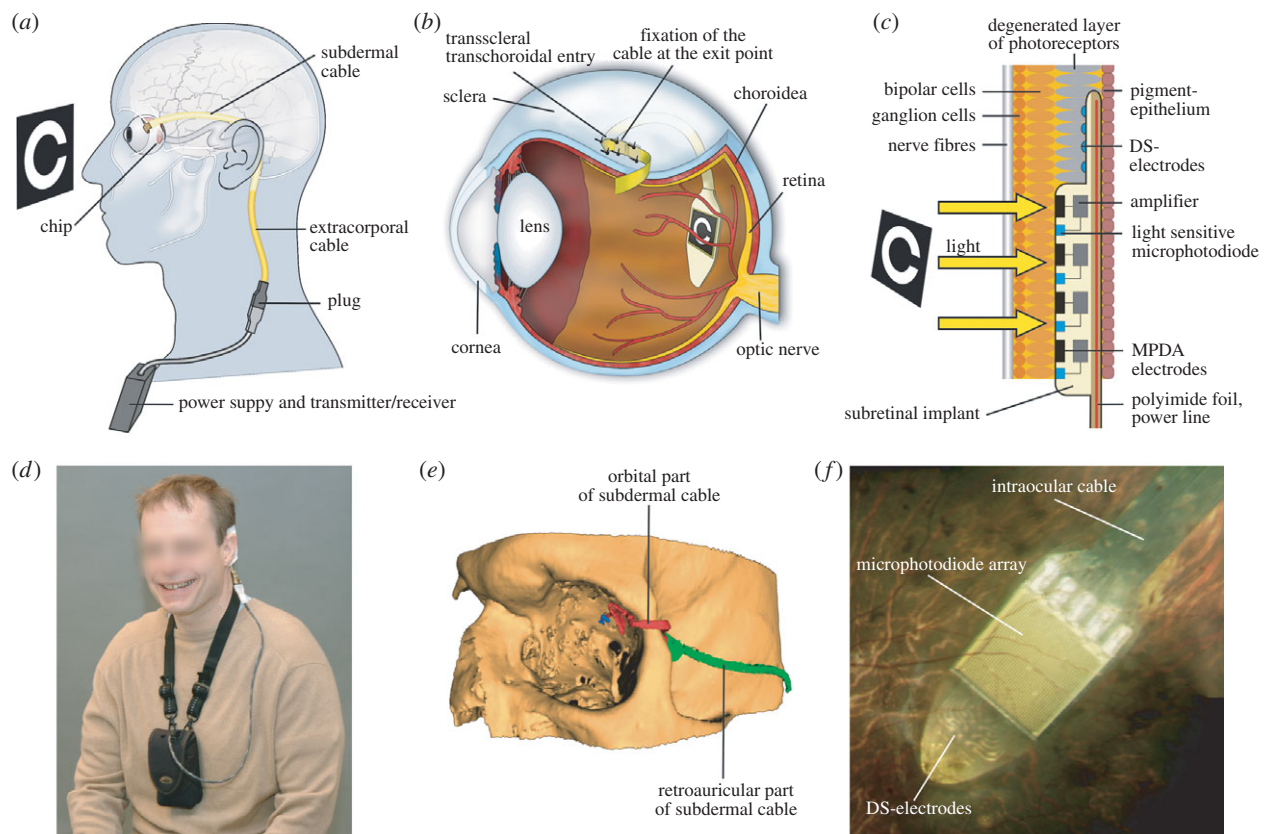 (a)
subdermal
cable
chip
extracorporal
cable
plug
power suppy and transmitter/receiver
(b)
transscleral
transchoroidal entry
fixation of the
cable at the exit point
sclera
choroidea
retina
lens
cornea
optic nerve
(c)
degenerated layer
of photoreceptors
bipolar cells
ganglion cells
nerve fibres
pigment-
epithelium
DS-
electrodes
amplifier
light sensitive
microphotodiode
light
MPDA
electrodes
subretinal implant
polyimide foil,
power line
(d)
(e)
orbital part
of subdermal cable
retroauricular part
of subdermal cable
(f)
intraocular cable
microphotodiode array
DS-electrodes